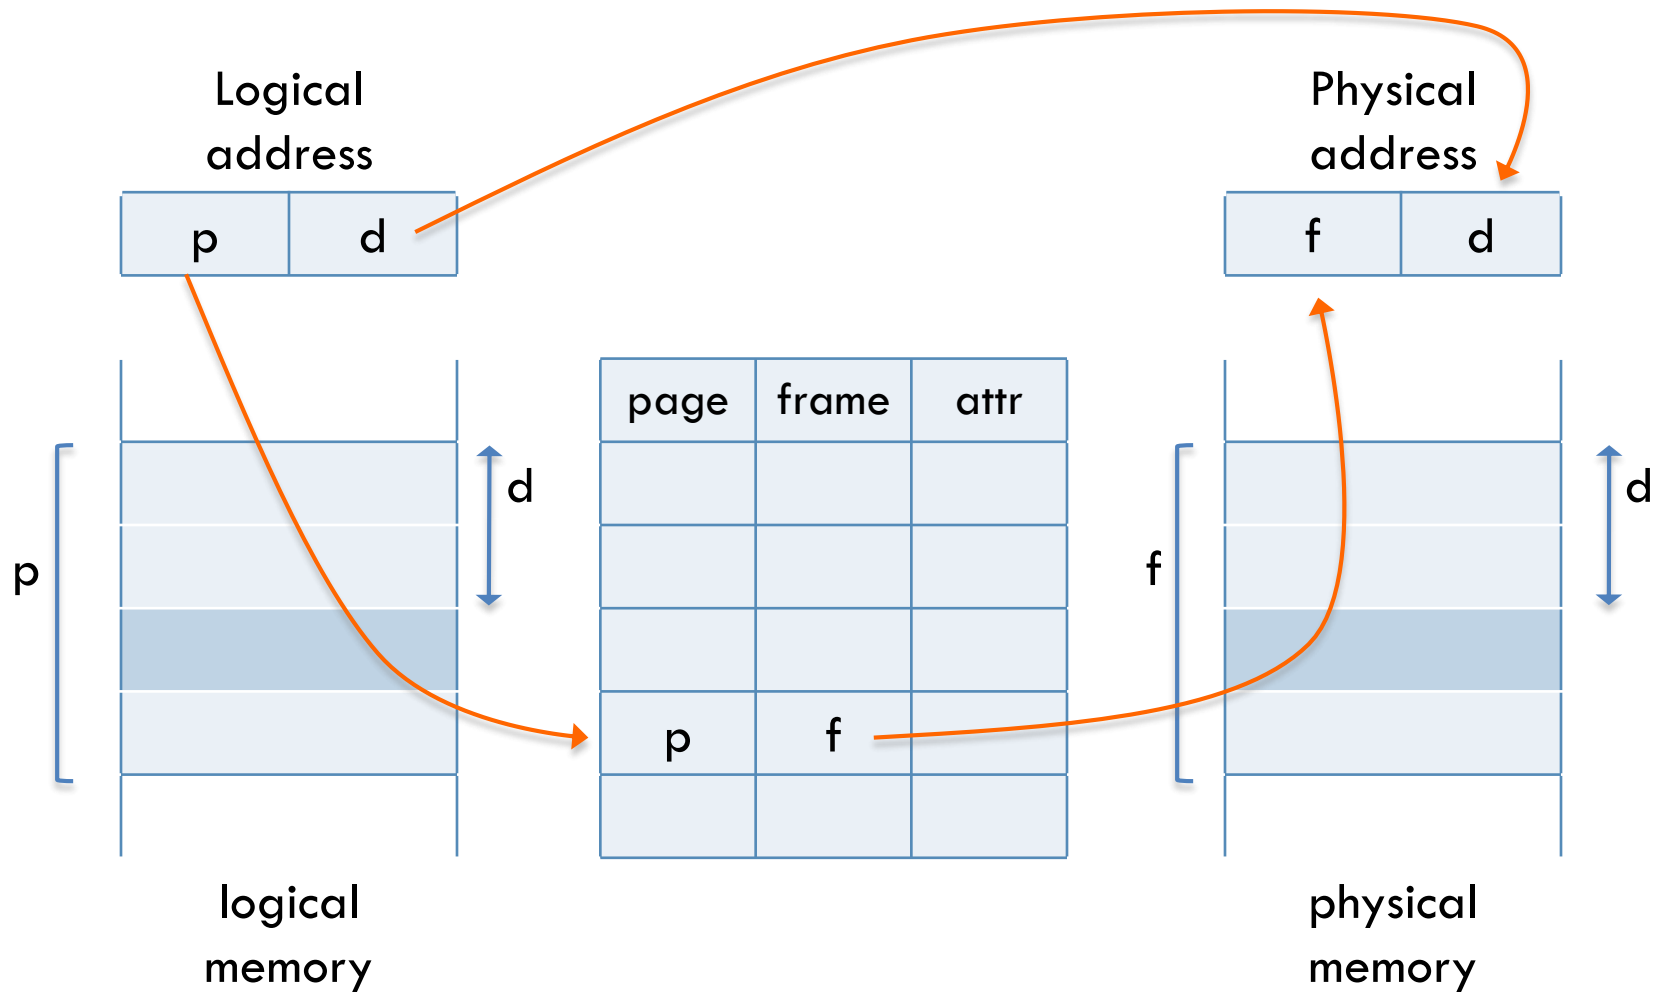 Logical
address
Physical
address
p d
f d
page frame attr
d
d
p
f
p f
logical
memory
physical
memory